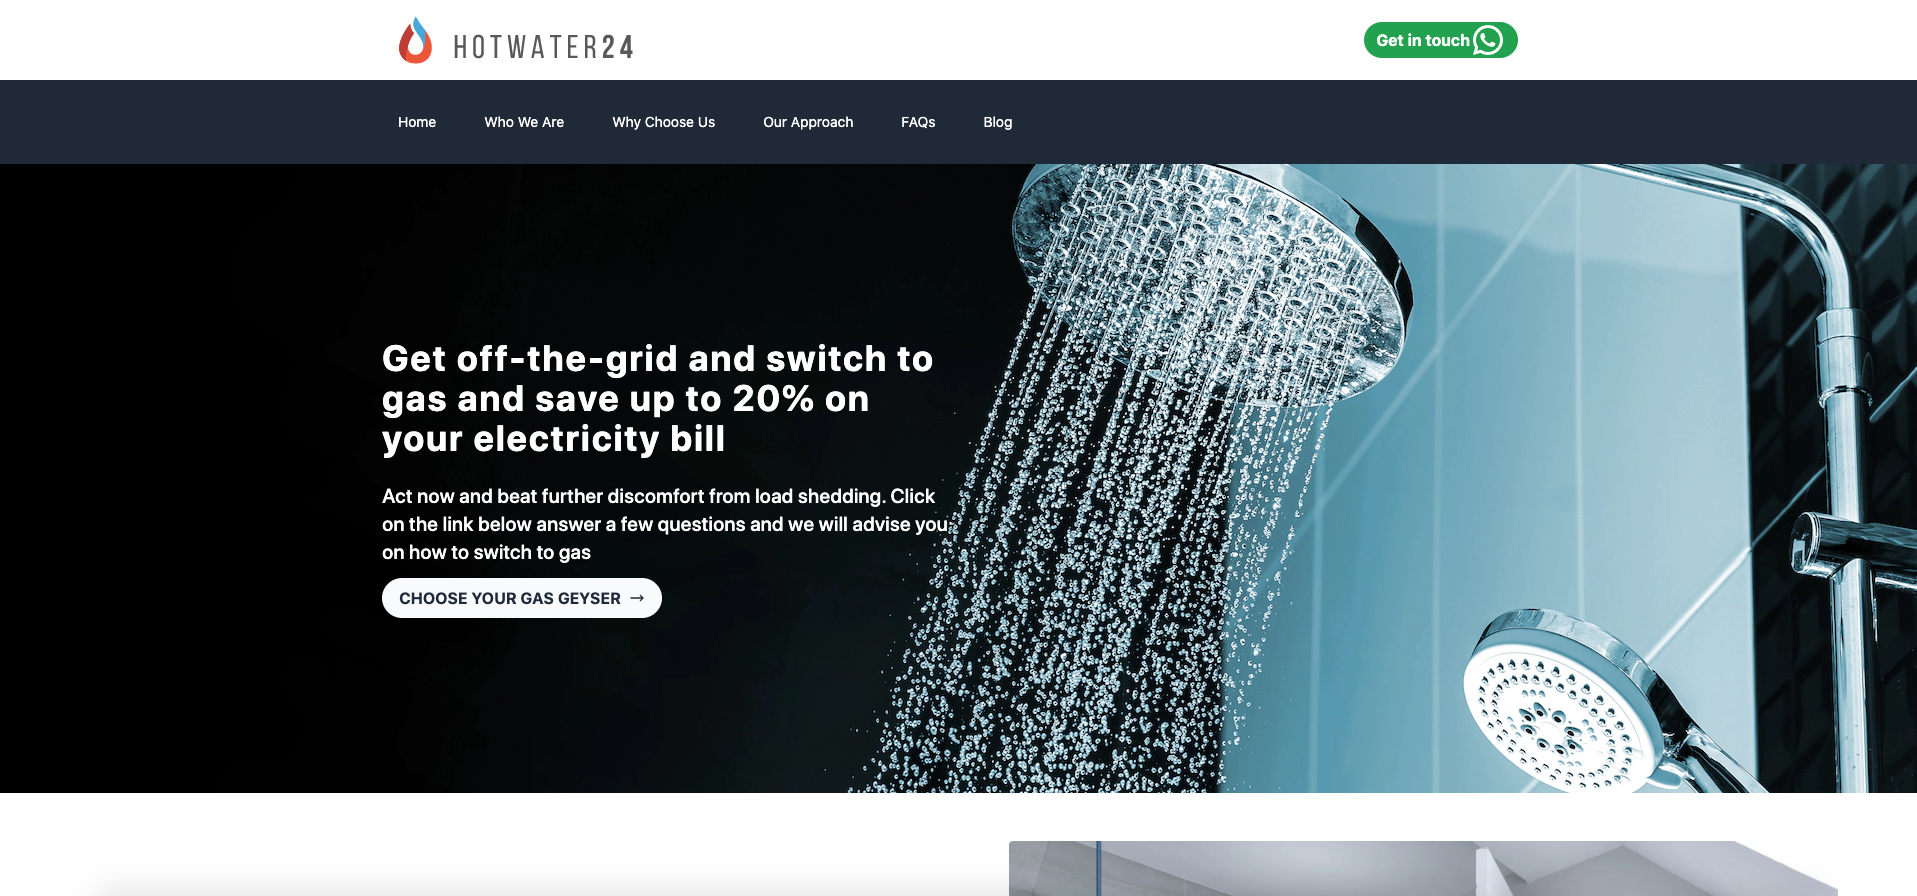 HOTWATER24
Get in touch
Home
Who We Are
Why Choose Us
Our Approach
FAQs
Blog
Get off-the-grid and switch to
gas and save up to 20% on
your electricity bill
Act now and beat further discomfort from load shedding. Click
on the link below answer a few questions and we will advise you
on how to switch to gas
CHOOSE YOUR GAS GEYSER →